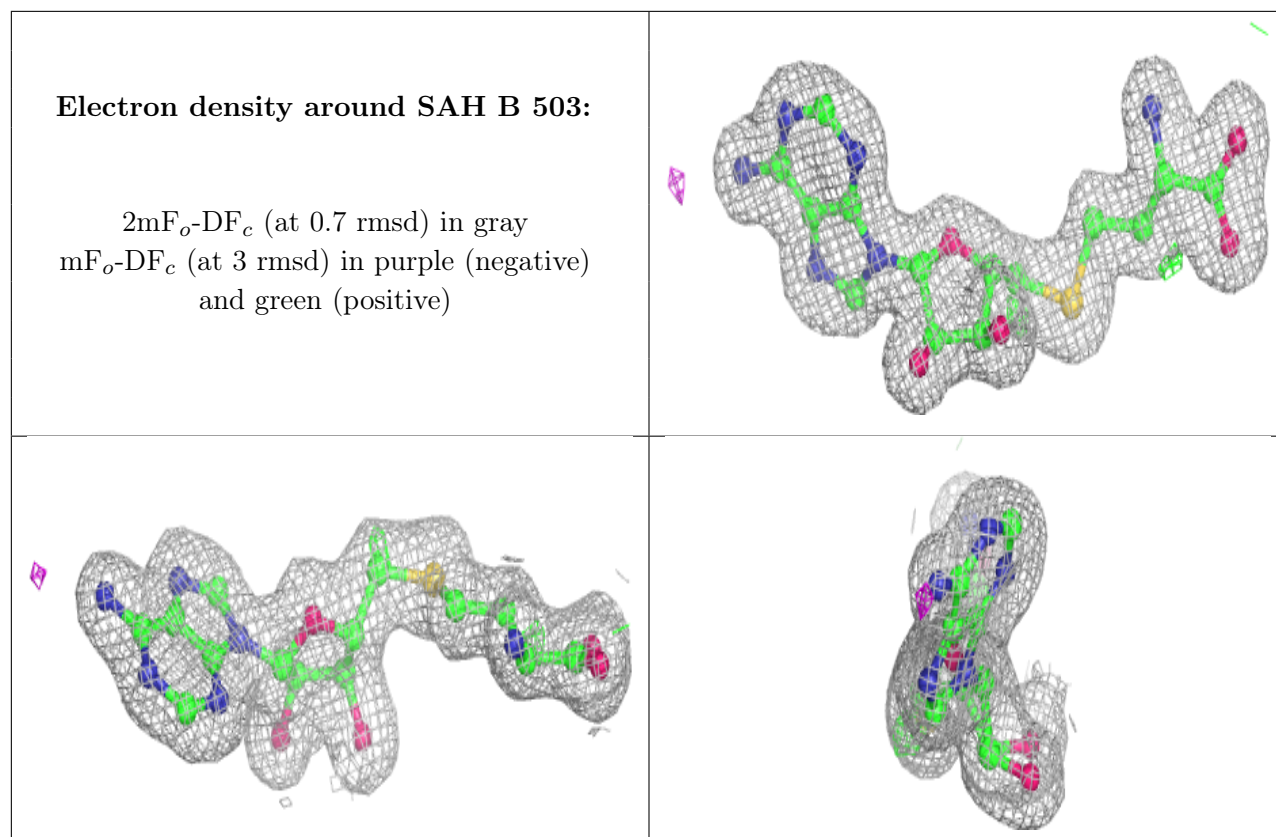 Electron density around SAH B 503:
2mFo-DFc (at 0.7 rmsd) in gray
mFo-DFc (at 3 rmsd) in purple (negative)
and green (positive)